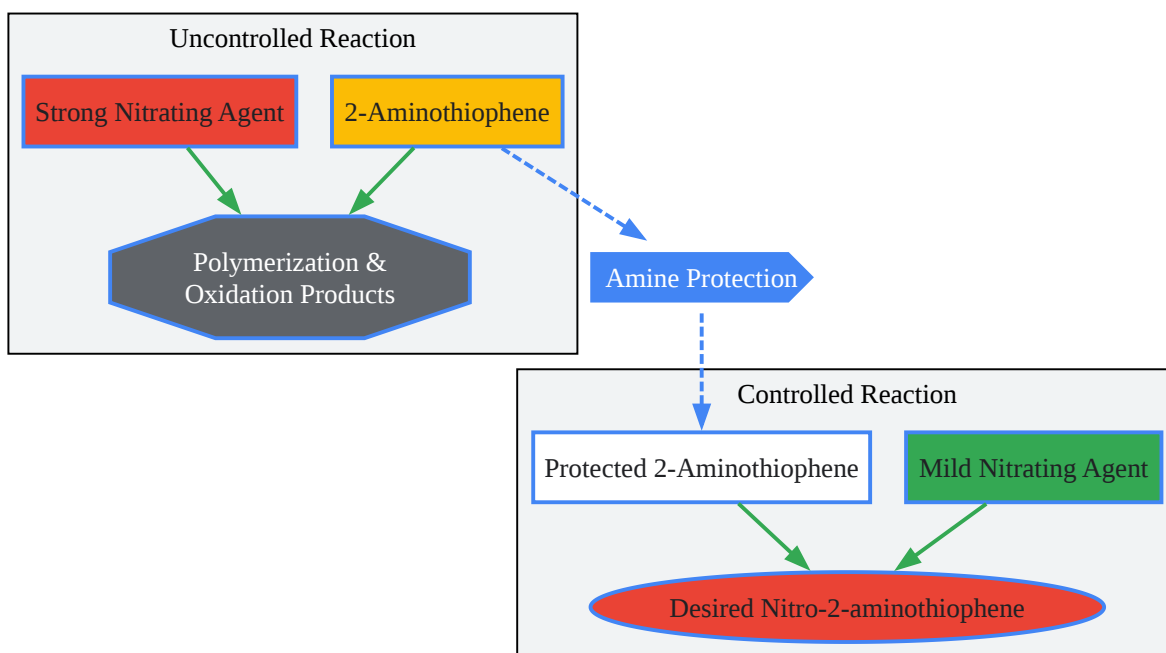 Uncontrolled Reaction
Strong Nitrating Agent
2-Aminothiophene
Polymerization &
Oxidation Products
Amine Protection
Controlled Reaction
Protected 2-Aminothiophene
Mild Nitrating Agent
Desired Nitro-2-aminothiophene